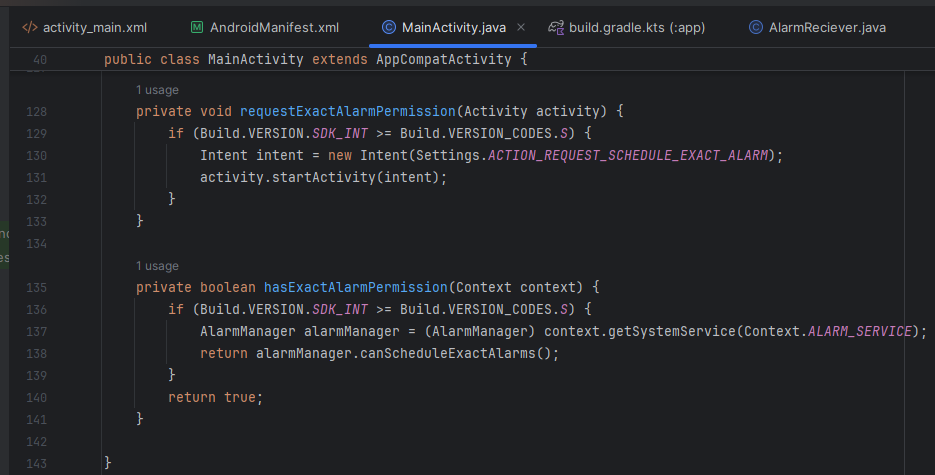 activity_main.xml AndroidManifest.xml MainActivity.java build.gradle.kts (:app) AlarmReciever.java
40 public class MainActivity extends AppCompatActivity {
1 usage
128 private void requestExactAlarmPermission(Activity activity) {
129 if (Build.VERSION.SDK_INT >= Build.VERSION_CODES.S) {
130 Intent intent = new Intent(Settings.ACTION_REQUEST_SCHEDULE_EXACT_ALARM);
131 activity.startActivity(intent);
132 }
133 }
134
1 usage
135 private boolean hasExactAlarmPermission(Context context) {
136 if (Build.VERSION.SDK_INT >= Build.VERSION_CODES.S) {
137 AlarmManager alarmManager = (AlarmManager) context.getSystemService(Context.ALARM_SERVICE);
138 return alarmManager.canScheduleExactAlarms();
139 }
140 return true;
141 }
142
143 }